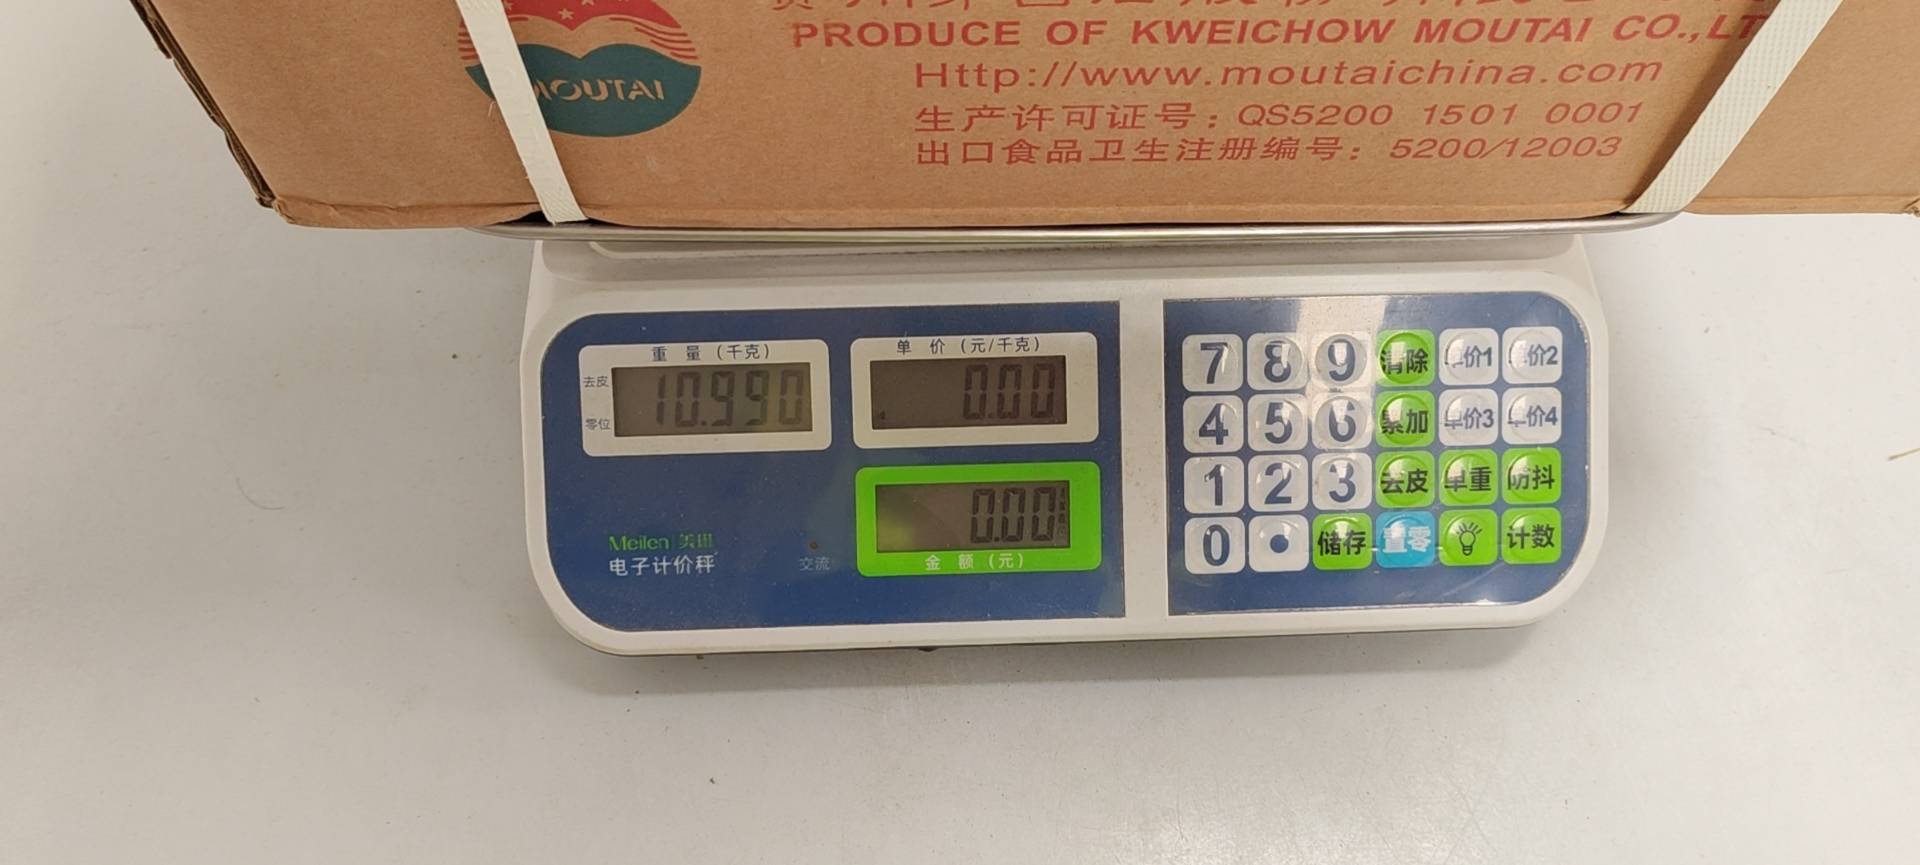 PRODUCE OF KWEICHOW MOUTAI CO.,LT
MOUTAI
Http://www.moutaichina.com
生产许可证号：QS5200 1501 0001
出口食品卫生注册编号：5200/12003
重 量 (千克)
去皮
零位
10.990
单 价 (元/千克)
0.00
0.00
金 额 (元)
Meilen
电子计价秤
交流
7 8 9 清除 单价1 单价2
4 5 6 累加 单价3 单价4
1 2 3 去皮 单重 防抖
0 . 储存 置零 计数